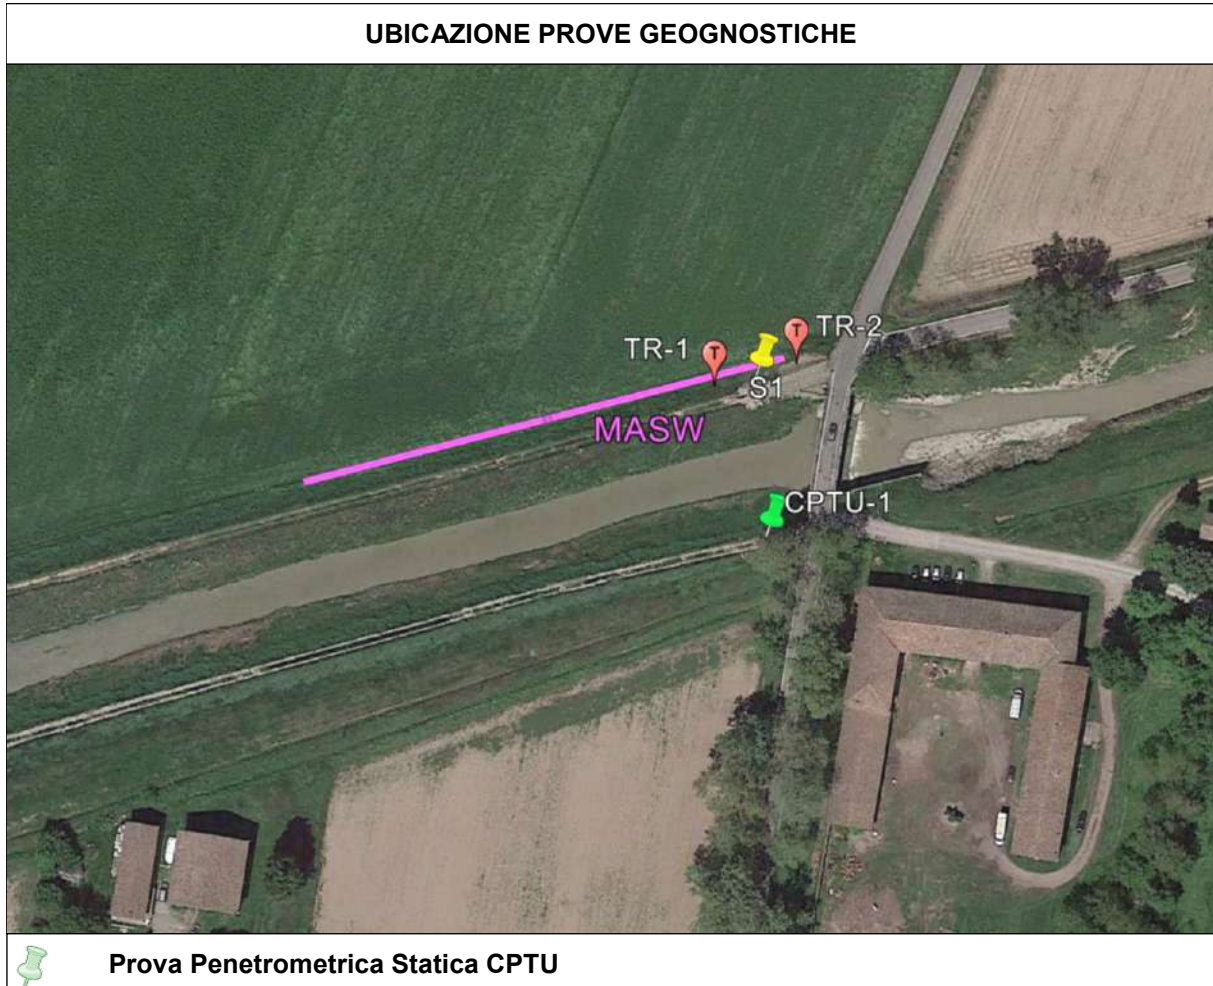 UBICAZIONE PROVE GEOGNOSTICHE
TR-1
T
T
TR-2
S1
MASW
CPTU-1
Prova Penetrometrica Statica CPTU